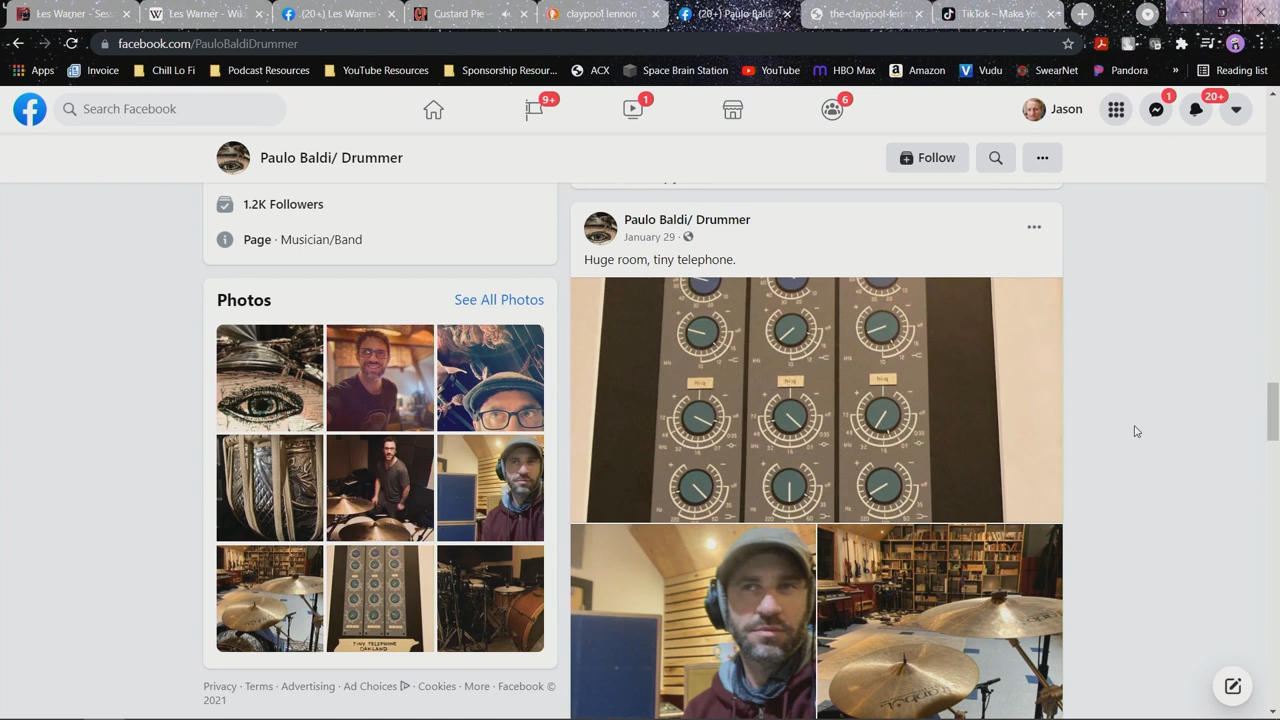 Les Warner - Sess
Les Warner - Wiki
(20+) Les Warner
Custard Pie
claypool lennon
(20+) Paulo Bald
the-claypool-lenn
TikTok - Make Yo
facebook.com/PauloBaldiDrummer
Apps
Invoice
Chill Lo Fi
Podcast Resources
YouTube Resources
Sponsorship Resour...
ACX
Space Brain Station
YouTube
HBO Max
Amazon
Vudu
SwearNet
Pandora
»
Reading list
Search Facebook
9+
1
6
Jason
1
20+
Paulo Baldi/ Drummer
Follow
1.2K Followers
Page · Musician/Band
Photos
See All Photos
TINY TELEPHONE
OAKLAND
Privacy · Terms · Advertising · Ad Choices · Cookies · More · Facebook ©
2021
Paulo Baldi/ Drummer
January 29 ·
Huge room, tiny telephone.